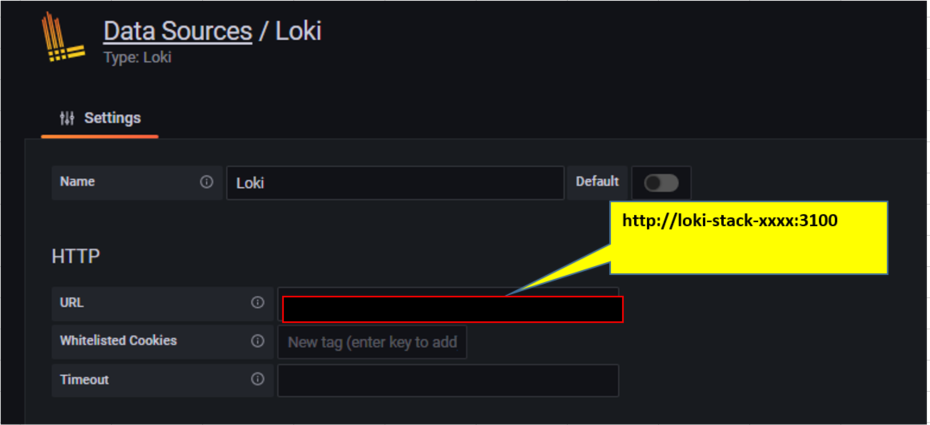 Data Sources / Loki
Type: Loki
Settings
Name
Loki
Default
http://loki-stack-xxxx:3100
HTTP
URL
Whitelisted Cookies
New tag (enter key to add
Timeout